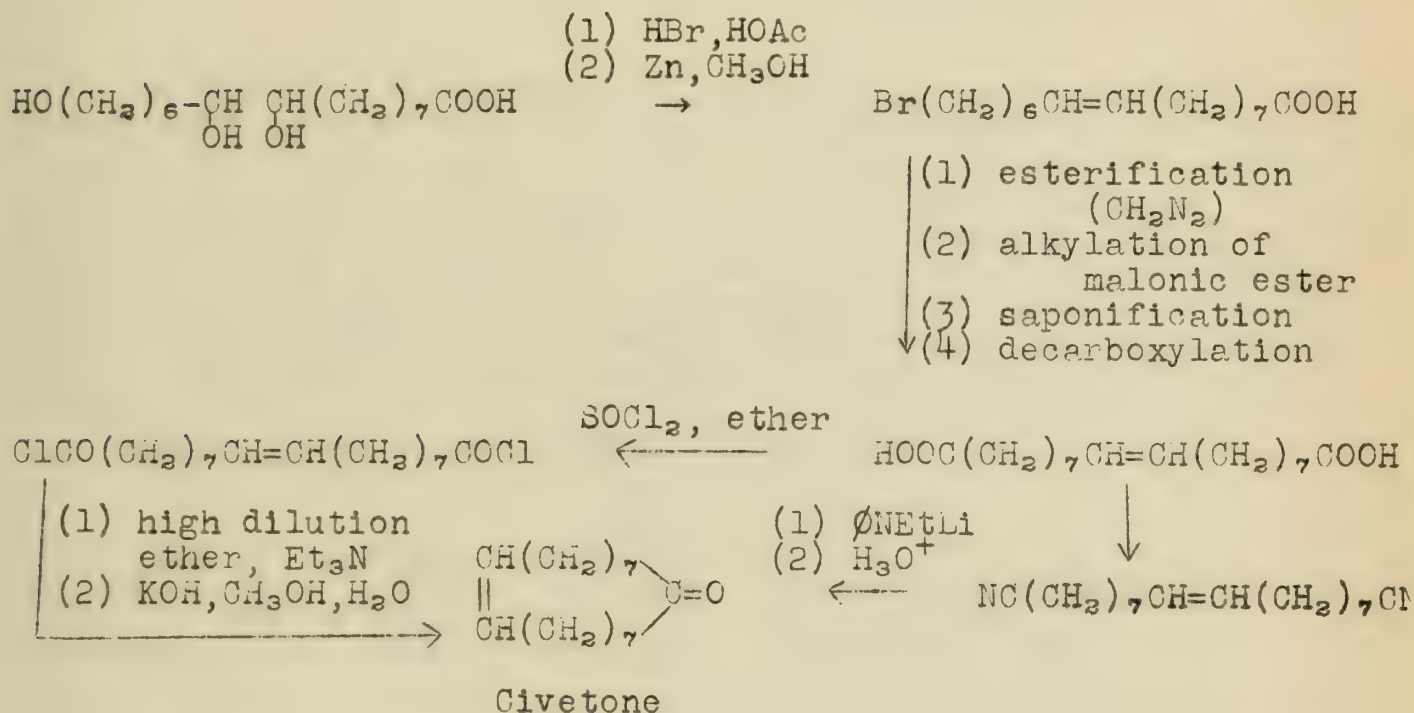 (1) HBr,HOAc
(2) Zn,CH₃OH
HO(CH₂)₆-CH CH(CH₂)₇COOH → Br(CH₂)₆CH=CH(CH₂)₇COOH
OH OH
(1) esterification
(CH₂N₂)
(2) alkylation of
malonic ester
(3) saponification
(4) decarboxylation
SOCl₂, ether
ClCO(CH₂)₇CH=CH(CH₂)₇COCl ← HOOC(CH₂)₇CH=CH(CH₂)₇COOH
(1) high dilution
ether, Et₃N
(2) KOH,CH₃OH,H₂O
CH(CH₂)₇
‖ C=O
CH(CH₂)₇
(1) ØNEtLi
(2) H₃O⁺
← NC(CH₂)₇CH=CH(CH₂)₇CN
Civetone